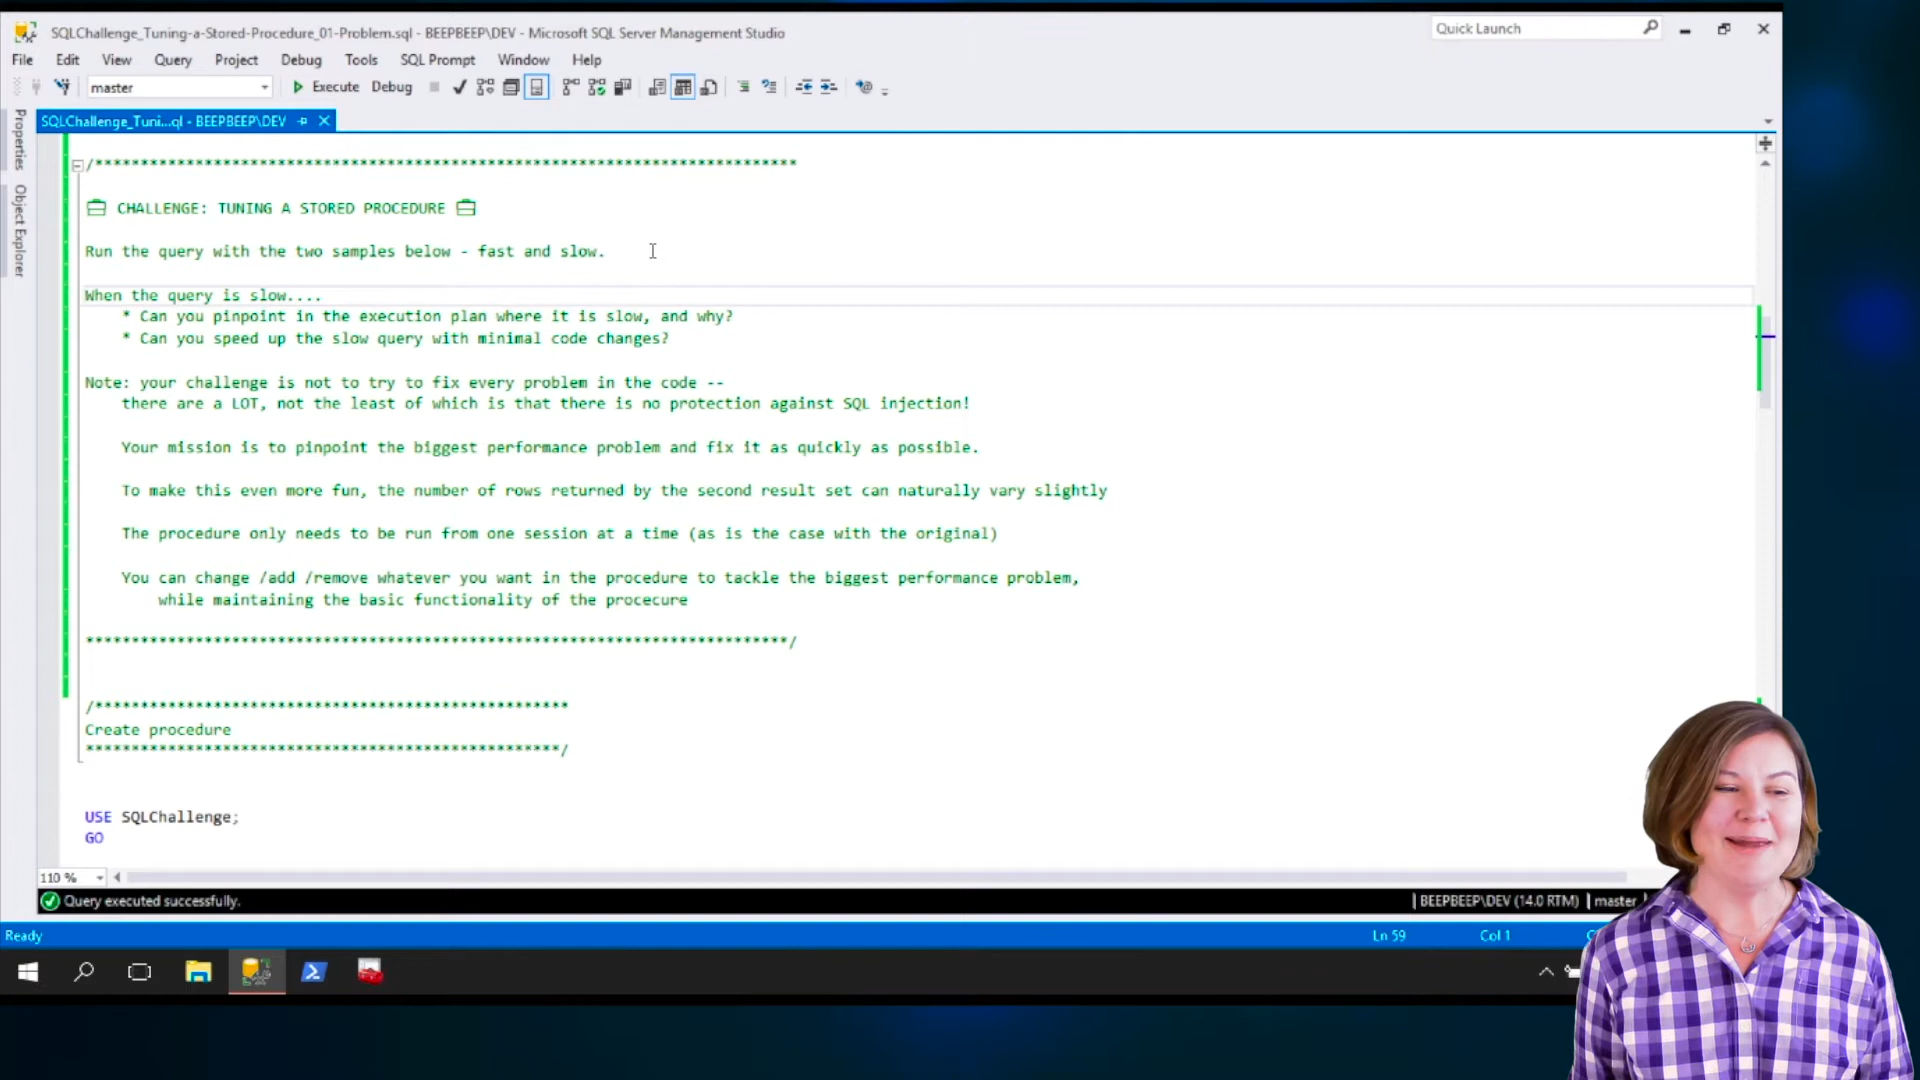 SQLChallenge_Tuning-a-Stored-Procedure_01-Problem.sql - BEEPBEEP\DEV - Microsoft SQL Server Management Studio
Quick Launch
File Edit View Query Project Debug Tools SQL Prompt Window Help
master Execute Debug
SQLChallenge_Tuni...ql - BEEPBEEP\DEV
Properties
Object Explorer
/*****************************************************************************
CHALLENGE: TUNING A STORED PROCEDURE
Run the query with the two samples below - fast and slow.
When the query is slow....
* Can you pinpoint in the execution plan where it is slow, and why?
* Can you speed up the slow query with minimal code changes?
Note: your challenge is not to try to fix every problem in the code --
there are a LOT, not the least of which is that there is no protection against SQL injection!
Your mission is to pinpoint the biggest performance problem and fix it as quickly as possible.
To make this even more fun, the number of rows returned by the second result set can naturally vary slightly
The procedure only needs to be run from one session at a time (as is the case with the original)
You can change /add /remove whatever you want in the procedure to tackle the biggest performance problem,
while maintaining the basic functionality of the procecure
*****************************************************************************/
/****************************************************
Create procedure
****************************************************/
USE SQLChallenge;
GO
110 %
Query executed successfully.
BEEPBEEP\DEV (14.0 RTM) master
Ready
Ln 59
Col 1